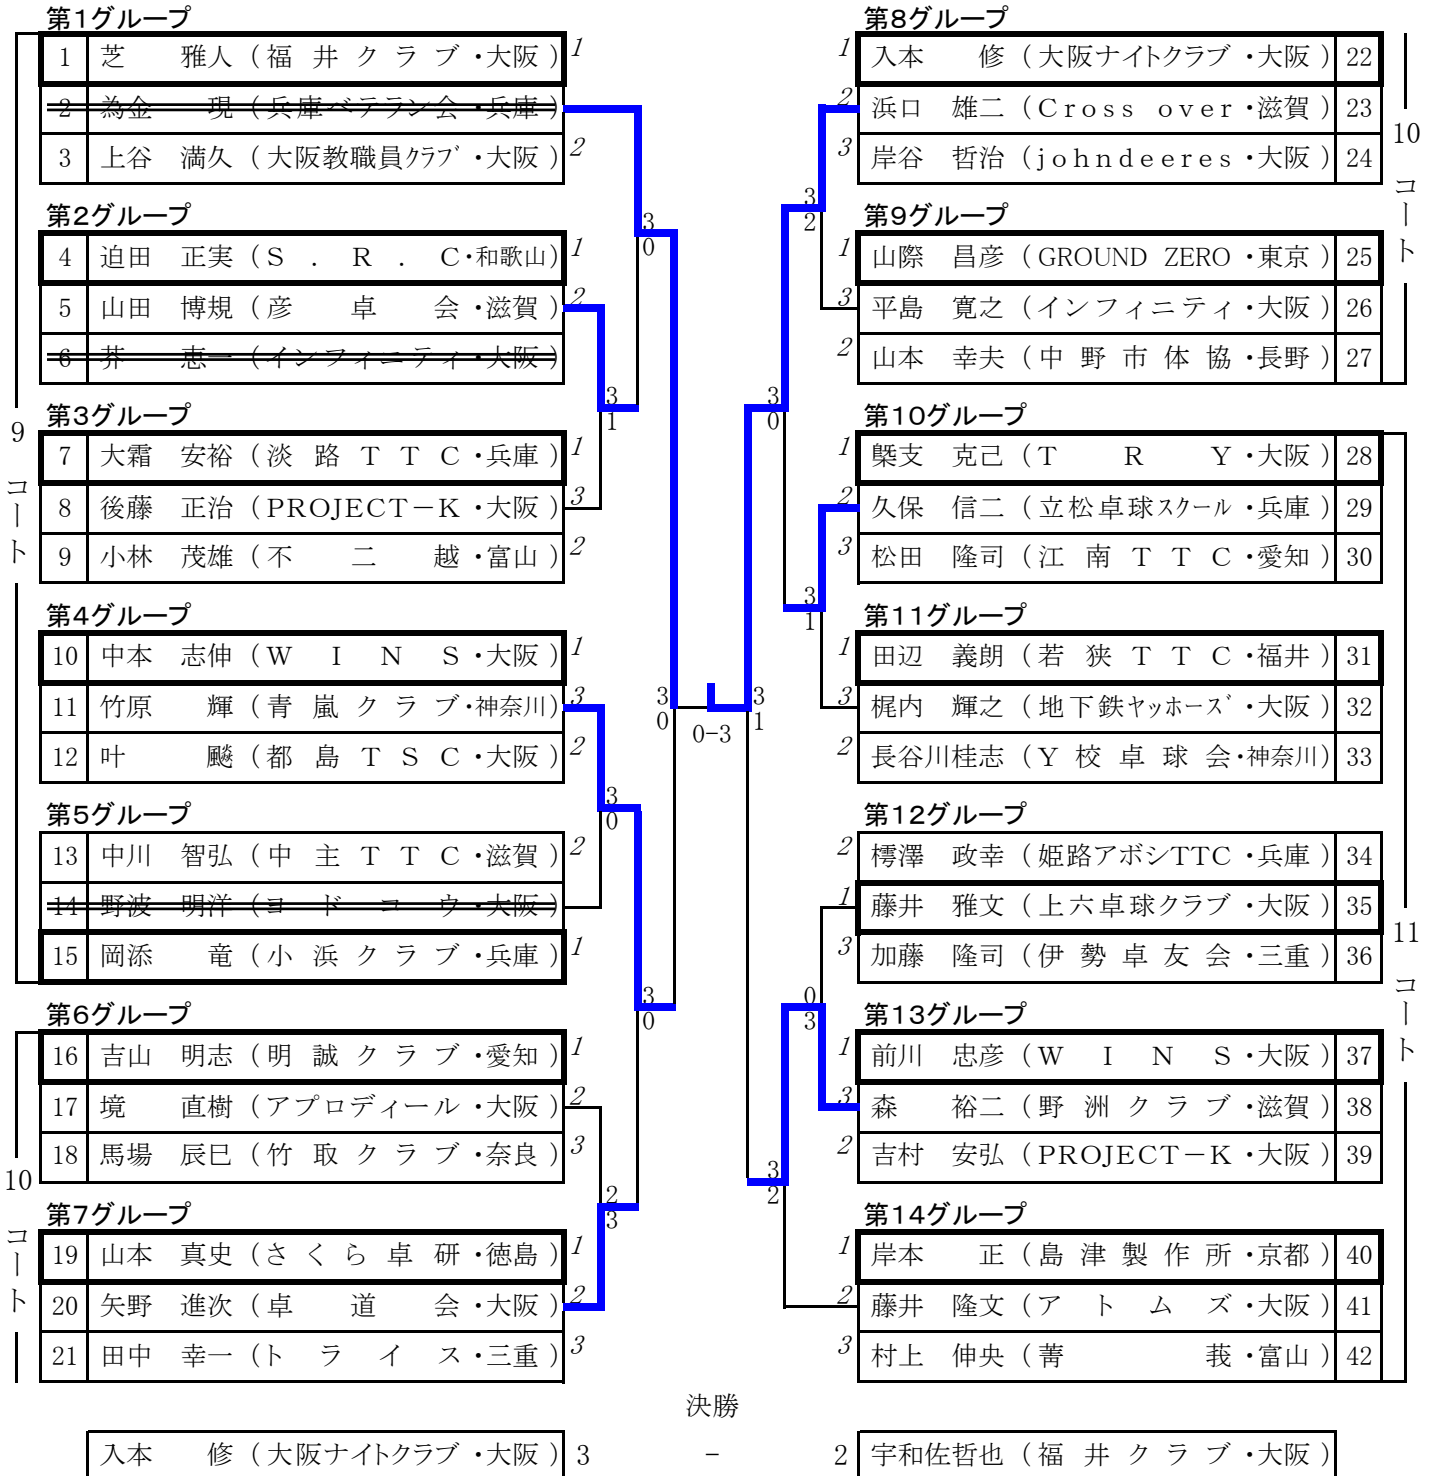 第1グループ
1 芝 雅人 (福井クラブ・大阪) 1
2 為金 現 (兵庫ベテラン会・兵庫)
3 上谷 満久 (大阪教職員クラブ・大阪) 2
第2グループ
4 迫田 正実 (S.R.C・和歌山) 1
5 山田 博規 (彦卓会・滋賀) 2
6 芥 恵一 (インフィニティ・大阪)
第3グループ
7 大霜 安裕 (淡路TTC・兵庫) 1
8 後藤 正治 (PROJECT-K・大阪) 3
9 小林 茂雄 (不二越・富山) 2
第4グループ
10 中本 志伸 (WINS・大阪) 1
11 竹原 輝 (青嵐クラブ・神奈川) 3
12 叶 飈 (都島TSC・大阪) 2
第5グループ
13 中川 智弘 (中主TTC・滋賀) 2
14 野波 明洋 (ヨドコウ・大阪)
15 岡添 竜 (小浜クラブ・兵庫) 1
第6グループ
16 吉山 明志 (明誠クラブ・愛知) 1
17 境 直樹 (アプロディール・大阪) 2
18 馬場 辰巳 (竹取クラブ・奈良) 3
第7グループ
19 山本 真史 (さくら卓研・徳島) 1
20 矢野 進次 (卓道会・大阪) 2
21 田中 幸一 (トライス・三重) 3
9コート
10コート
3
0
3
1
3
0
3
0
3
0
2
3
0-3
3
1
3
0
3
2
3
1
0
3
3
2
第8グループ
1 入本 修 (大阪ナイトクラブ・大阪) 22
2 浜口 雄二 (Cross over・滋賀) 23
3 岸谷 哲治 (johndeeres・大阪) 24
第9グループ
1 山際 昌彦 (GROUND ZERO・東京) 25
3 平島 寛之 (インフィニティ・大阪) 26
2 山本 幸夫 (中野市体協・長野) 27
第10グループ
1 槩支 克己 (TRY・大阪) 28
2 久保 信二 (立松卓球スクール・兵庫) 29
3 松田 隆司 (江南TTC・愛知) 30
第11グループ
1 田辺 義朗 (若狭TTC・福井) 31
3 梶内 輝之 (地下鉄ヤッホーズ・大阪) 32
2 長谷川桂志 (Y校卓球会・神奈川) 33
第12グループ
2 樗澤 政幸 (姫路アボシTTC・兵庫) 34
1 藤井 雅文 (上六卓球クラブ・大阪) 35
3 加藤 隆司 (伊勢卓友会・三重) 36
第13グループ
1 前川 忠彦 (WINS・大阪) 37
3 森 裕二 (野洲クラブ・滋賀) 38
2 吉村 安弘 (PROJECT-K・大阪) 39
第14グループ
1 岸本 正 (島津製作所・京都) 40
2 藤井 隆文 (アトムズ・大阪) 41
3 村上 伸央 (菁莪・富山) 42
10コート
11コート
決勝
入本 修 (大阪ナイトクラブ・大阪) 3 - 2 宇和佐哲也 (福井クラブ・大阪)